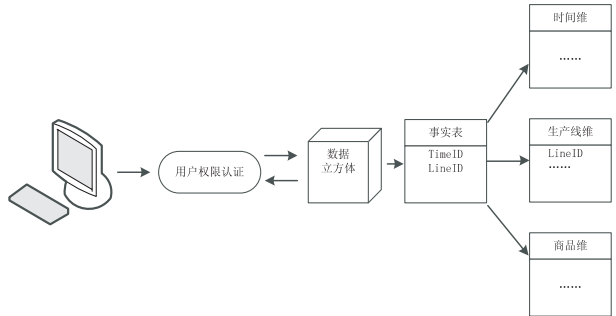 用户权限认证
数据
立方体
事实表
TimeID
LineID
时间维
……
生产线维
LineID
……
商品维
……